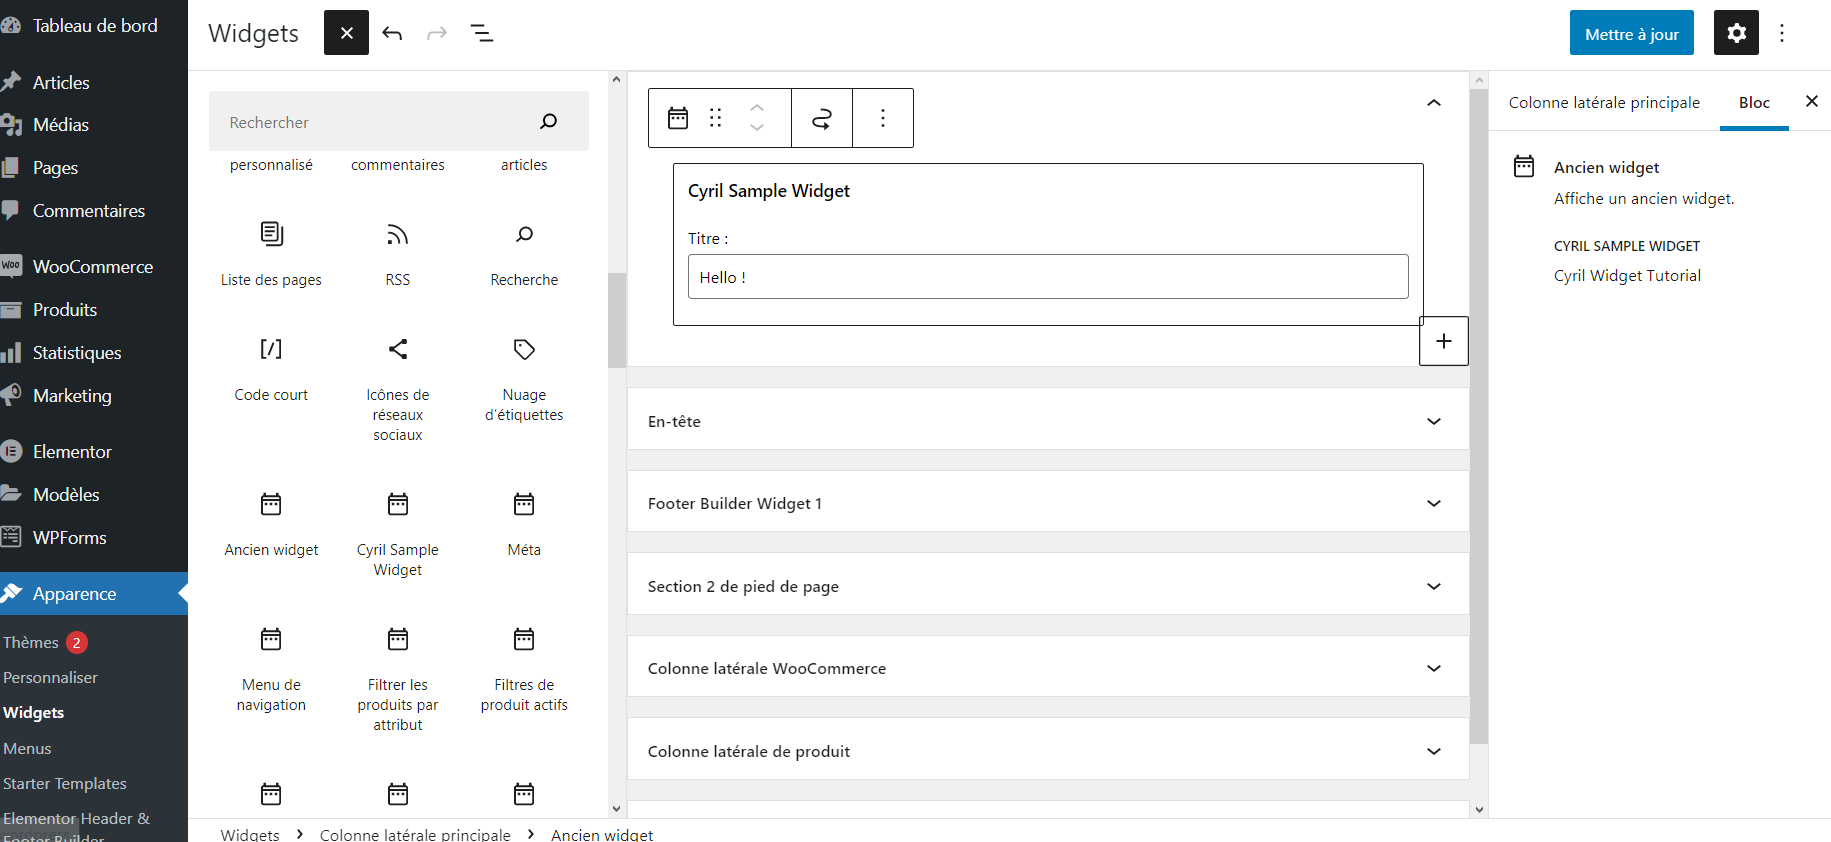 Tableau de bord
Articles
Médias
Pages
Commentaires
WooCommerce
Produits
Statistiques
Marketing
Elementor
Modèles
WPForms
Apparence
Thèmes 2
Personnaliser
Widgets
Menus
Starter Templates
Elementor Header &
Footer Builder
Widgets
Mettre à jour
Rechercher
personnalisé
commentaires
articles
Liste des pages
RSS
Recherche
Code court
Icônes de
réseaux
sociaux
Nuage
d’étiquettes
Ancien widget
Cyril Sample
Widget
Méta
Menu de
navigation
Filtrer les
produits par
attribut
Filtres de
produit actifs
Cyril Sample Widget
Titre :
Hello !
En-tête
Footer Builder Widget 1
Section 2 de pied de page
Colonne latérale WooCommerce
Colonne latérale de produit
Colonne latérale principale
Bloc
Ancien widget
Affiche un ancien widget.
CYRIL SAMPLE WIDGET
Cyril Widget Tutorial
Widgets > Colonne latérale principale > Ancien widget